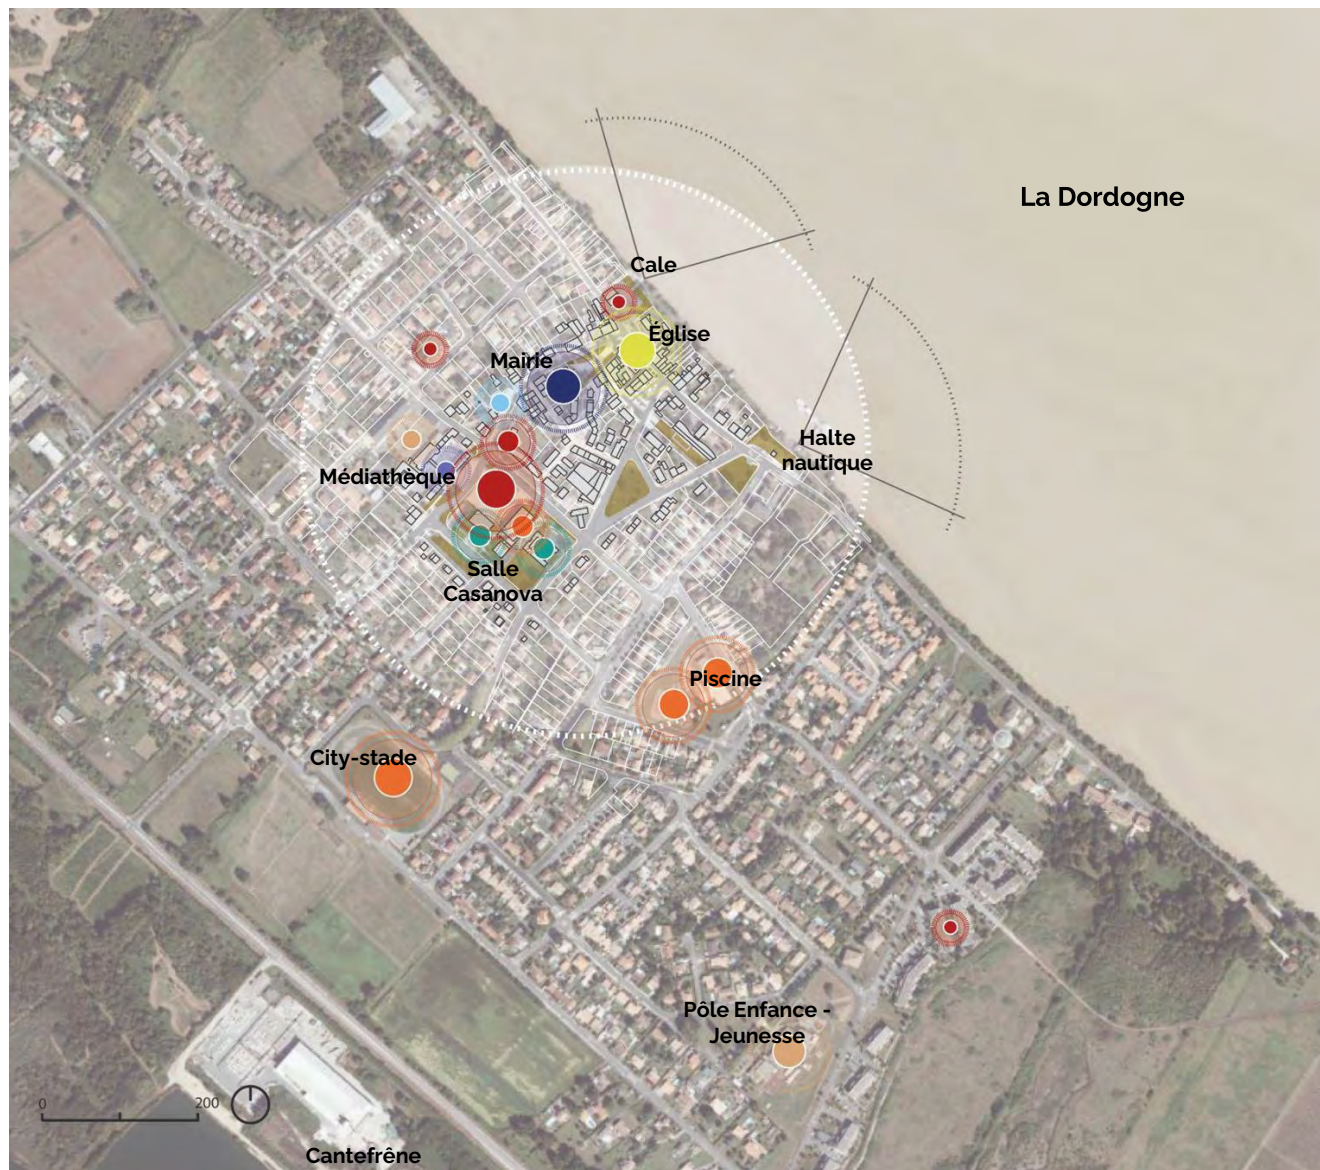 La Dordogne
Cale
Église
Mairie
Halte
nautique
Médiathèque
Salle
Casanova
Piscine
City-stade
Pôle Enfance -
Jeunesse
0
200
Cantefrêne